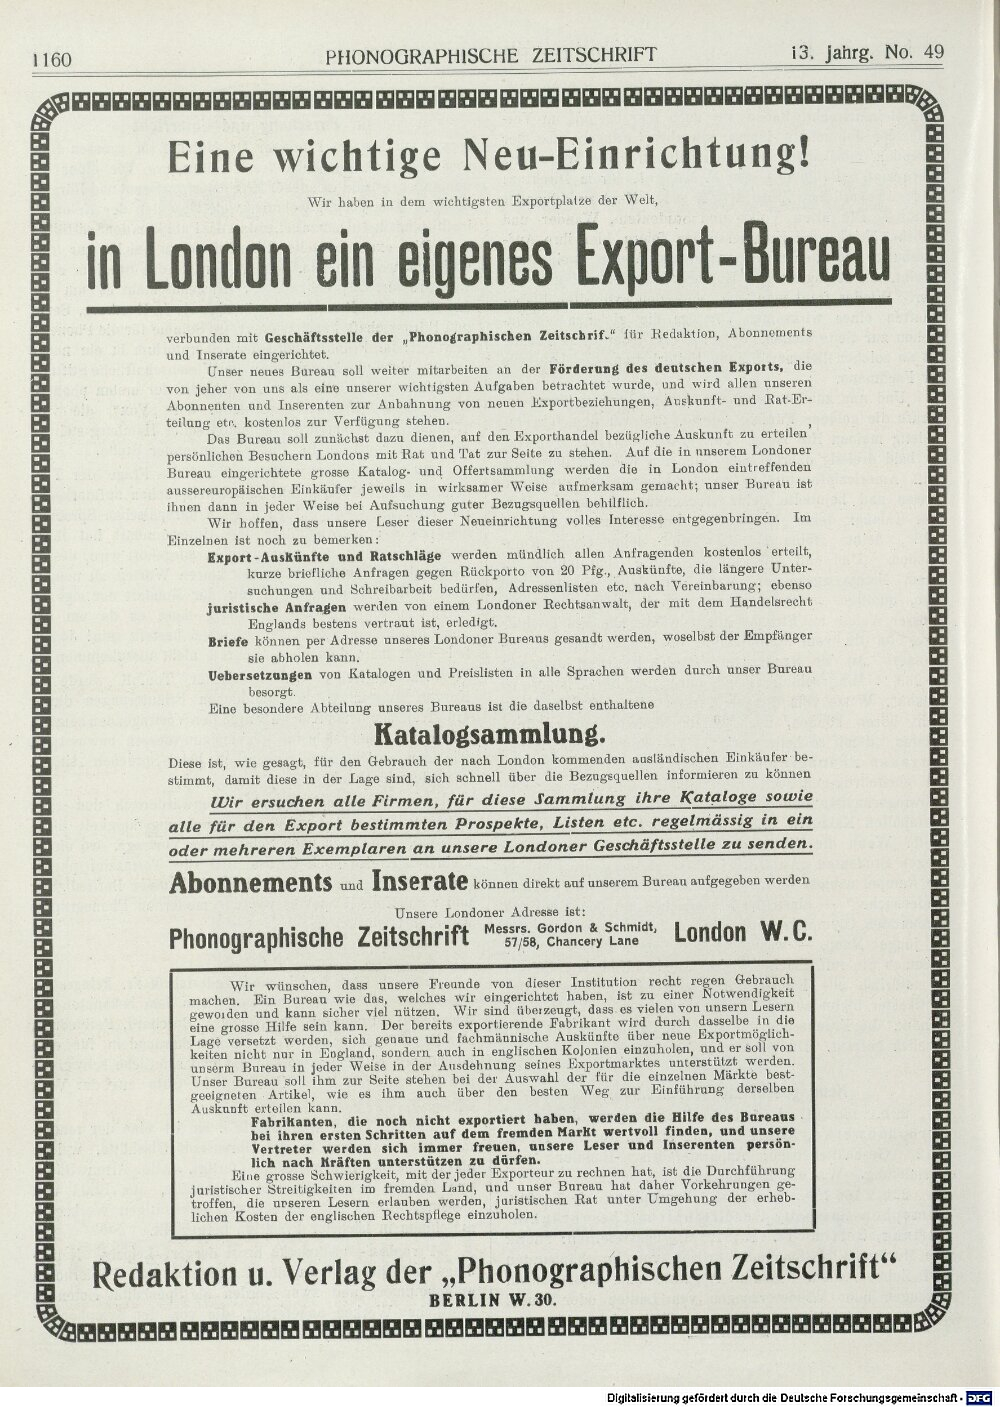 1160
PHONOGRAPHISCHE ZEITSCHRIFT
13. Jahrg. No. 49
Eine wichtige Neu-Einrichtung!
Wir haben in dem wichtigsten Exportplatze der Welt,
in London ein eigenes Export-Bureau
verbunden mit Geschäftsstelle der „Phonographischen Zeitschrif.“ für Redaktion, Abonnements
und Inserate eingerichtet.
Unser neues Bureau soll weiter mitarbeiten an der Förderung des deutschen Exports, die
von jeher von uns als eine unserer wichtigsten Aufgaben betrachtet wurde, und wird allen unseren
Abonnenten und Inserenten zur Anbahnung von neuen Exportbeziehungen, Auskunft- und Rat-Er-
teilung etc. kostenlos zur Verfügung stehen.
Das Bureau soll zunächst dazu dienen, auf den Exporthandel bezügliche Auskunft zu erteilen,
persönlichen Besuchern Londons mit Rat und Tat zur Seite zu stehen. Auf die in unserem Londoner
Bureau eingerichtete grosse Katalog- und Offertsammlung werden die in London eintreffenden
aussereuropäischen Einkäufer jeweils in wirksamer Weise aufmerksam gemacht; unser Bureau ist
ihnen dann in jeder Weise bei Aufsuchung guter Bezugsquellen behilflich.
Wir hoffen, dass unsere Leser dieser Neueinrichtung volles Interesse entgegenbringen. Im
Einzelnen ist noch zu bemerken:
Export-Auskünfte und Ratschläge werden mündlich allen Anfragenden kostenlos erteilt,
kurze briefliche Anfragen gegen Rückporto von 20 Pfg., Auskünfte, die längere Unter-
suchungen und Schreibarbeit bedürfen, Adressenlisten etc. nach Vereinbarung; ebenso
juristische Anfragen werden von einem Londoner Rechtsanwalt, der mit dem Handelsrecht
Englands bestens vertraut ist, erledigt.
Briefe können per Adresse unseres Londoner Bureaus gesandt werden, woselbst der Empfänger
sie abholen kann.
Uebersetzungen von Katalogen und Preislisten in alle Sprachen werden durch unser Bureau
besorgt.
Eine besondere Abteilung unseres Bureaus ist die daselbst enthaltene
Katalogsammlung.
Diese ist, wie gesagt, für den Gebrauch der nach London kommenden ausländischen Einkäufer be-
stimmt, damit diese in der Lage sind, sich schnell über die Bezugsquellen informieren zu können
Wir ersuchen alle Firmen, für diese Sammlung ihre Kataloge sowie
alle für den Export bestimmten Prospekte, Listen etc. regelmässig in ein
oder mehreren Exemplaren an unsere Londoner Geschäftsstelle zu senden.
Abonnements und Inserate können direkt auf unserem Bureau aufgegeben werden
Unsere Londoner Adresse ist:
Phonographische Zeitschrift Messrs. Gordon & Schmidt, London W.C.
57/58, Chancery Lane
Wir wünschen, dass unsere Freunde von dieser Institution recht regen Gebrauch
machen. Ein Bureau wie das, welches wir eingerichtet haben, ist zu einer Notwendigkeit
geworden und kann sicher viel nützen. Wir sind überzeugt, dass es vielen von unsern Lesern
eine grosse Hilfe sein kann. Der bereits exportierende Fabrikant wird durch dasselbe in die
Lage versetzt werden, sich genaue und fachmännische Auskünfte über neue Exportmöglich-
keiten nicht nur in England, sondern auch in englischen Kolonien einzuholen, und er soll von
unserm Bureau in jeder Weise in der Ausdehnung seines Exportmarktes unterstützt werden.
Unser Bureau soll ihm zur Seite stehen bei der Auswahl der für die einzelnen Märkte best-
geeigneten Artikel, wie es ihm auch über den besten Weg zur Einführung derselben
Auskunft erteilen kann.
Fabrikanten, die noch nicht exportiert haben, werden die Hilfe des Bureaus
bei ihren ersten Schritten auf dem fremden Markt wertvoll finden, und unsere
Vertreter werden sich immer freuen, unsere Leser und Inserenten persön-
lich nach Kräften unterstützen zu dürfen.
Eine grosse Schwierigkeit, mit der jeder Exporteur zu rechnen hat, ist die Durchführung
juristischer Streitigkeiten im fremden Land, und unser Bureau hat daher Vorkehrungen ge-
troffen, die unseren Lesern erlauben werden, juristischen Rat unter Umgehung der erheb-
lichen Kosten der englischen Rechtspflege einzuholen.
Redaktion u. Verlag der „Phonographischen Zeitschrift“
BERLIN W. 30.
Digitalisierung gefördert durch die Deutsche Forschungsgemeinschaft - DFG